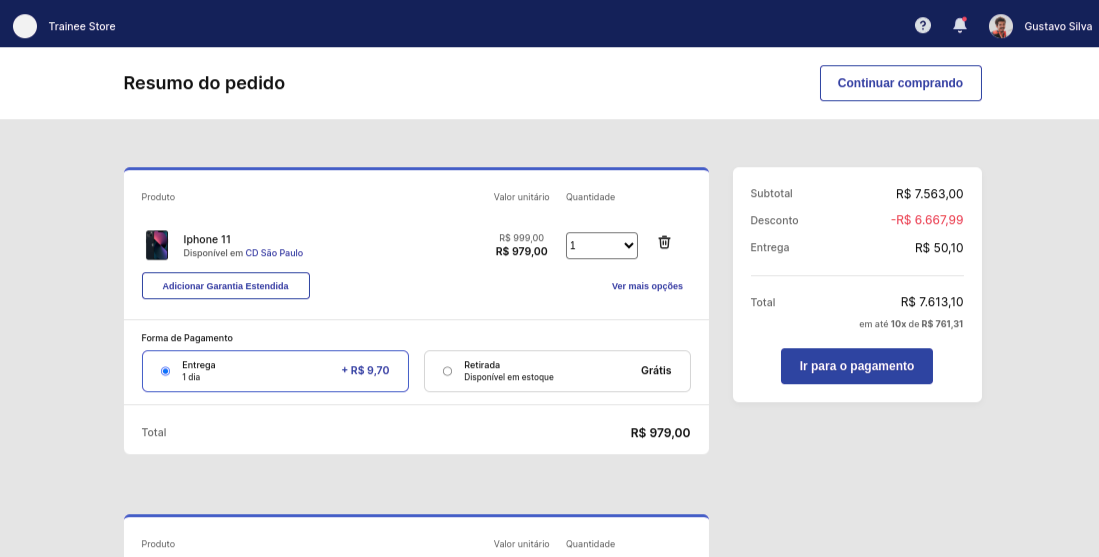 Trainee Store
Gustavo Silva
Resumo do pedido
Continuar comprando
Produto Valor unitário Quantidade
Iphone 11
Disponível em CD São Paulo
R$ 999,00
R$ 979,00
1
Adicionar Garantia Estendida
Ver mais opções
Forma de Pagamento
Entrega
1 dia
+ R$ 9,70
Retirada
Disponível em estoque
Grátis
Total R$ 979,00
Subtotal R$ 7.563,00
Desconto -R$ 6.667,99
Entrega R$ 50,10
Total R$ 7.613,10
em até 10x de R$ 761,31
Ir para o pagamento
Produto Valor unitário Quantidade